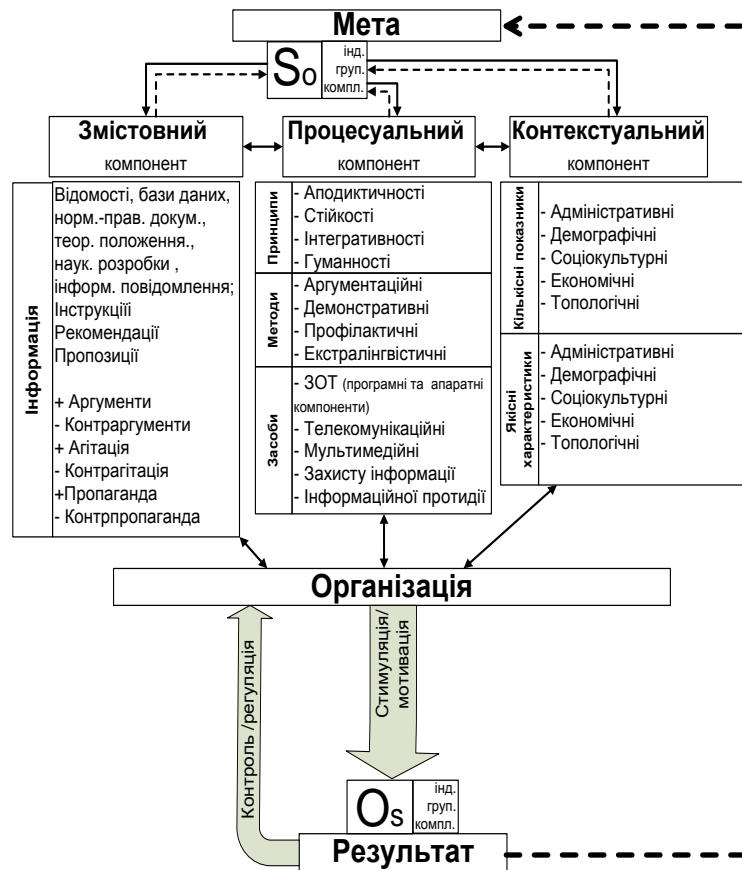 Мета
So
інд.
груп.
компл.
Змістовний
компонент
Процесуальний
компонент
Контекстуальний
компонент
Інформація
Відомості, бази даних,
норм.-прав. докум.,
теор. положення.,
наук. розробки ,
інформ. повідомлення;
Інструкціїї
Рекомендації
Пропозиції
+ Аргументи
- Контраргументи
+ Агітація
- Контрагітація
+Пропаганда
- Контрпропаганда
Принципи
- Аподиктичності
- Стійкості
- Інтегративності
- Гуманності
Методи
- Аргументаційні
- Демонстративні
- Профілактичні
- Екстралінгвістичні
Засоби
- ЗОТ (програмні та апаратні
компоненти)
- Телекомунікаційні
- Мультимедійні
- Захисту інформації
- Інформаційної протидії
Кількісні показники
- Адміністративні
- Демографічні
- Соціокультурні
- Економічні
- Топологічні
Якісні
характеристики
- Адміністративні
- Демографічні
- Соціокультурні
- Економічні
- Топологічні
Організація
Контроль /регуляція
Стимуляція/
мотивація
Os
інд.
груп.
компл.
Результат